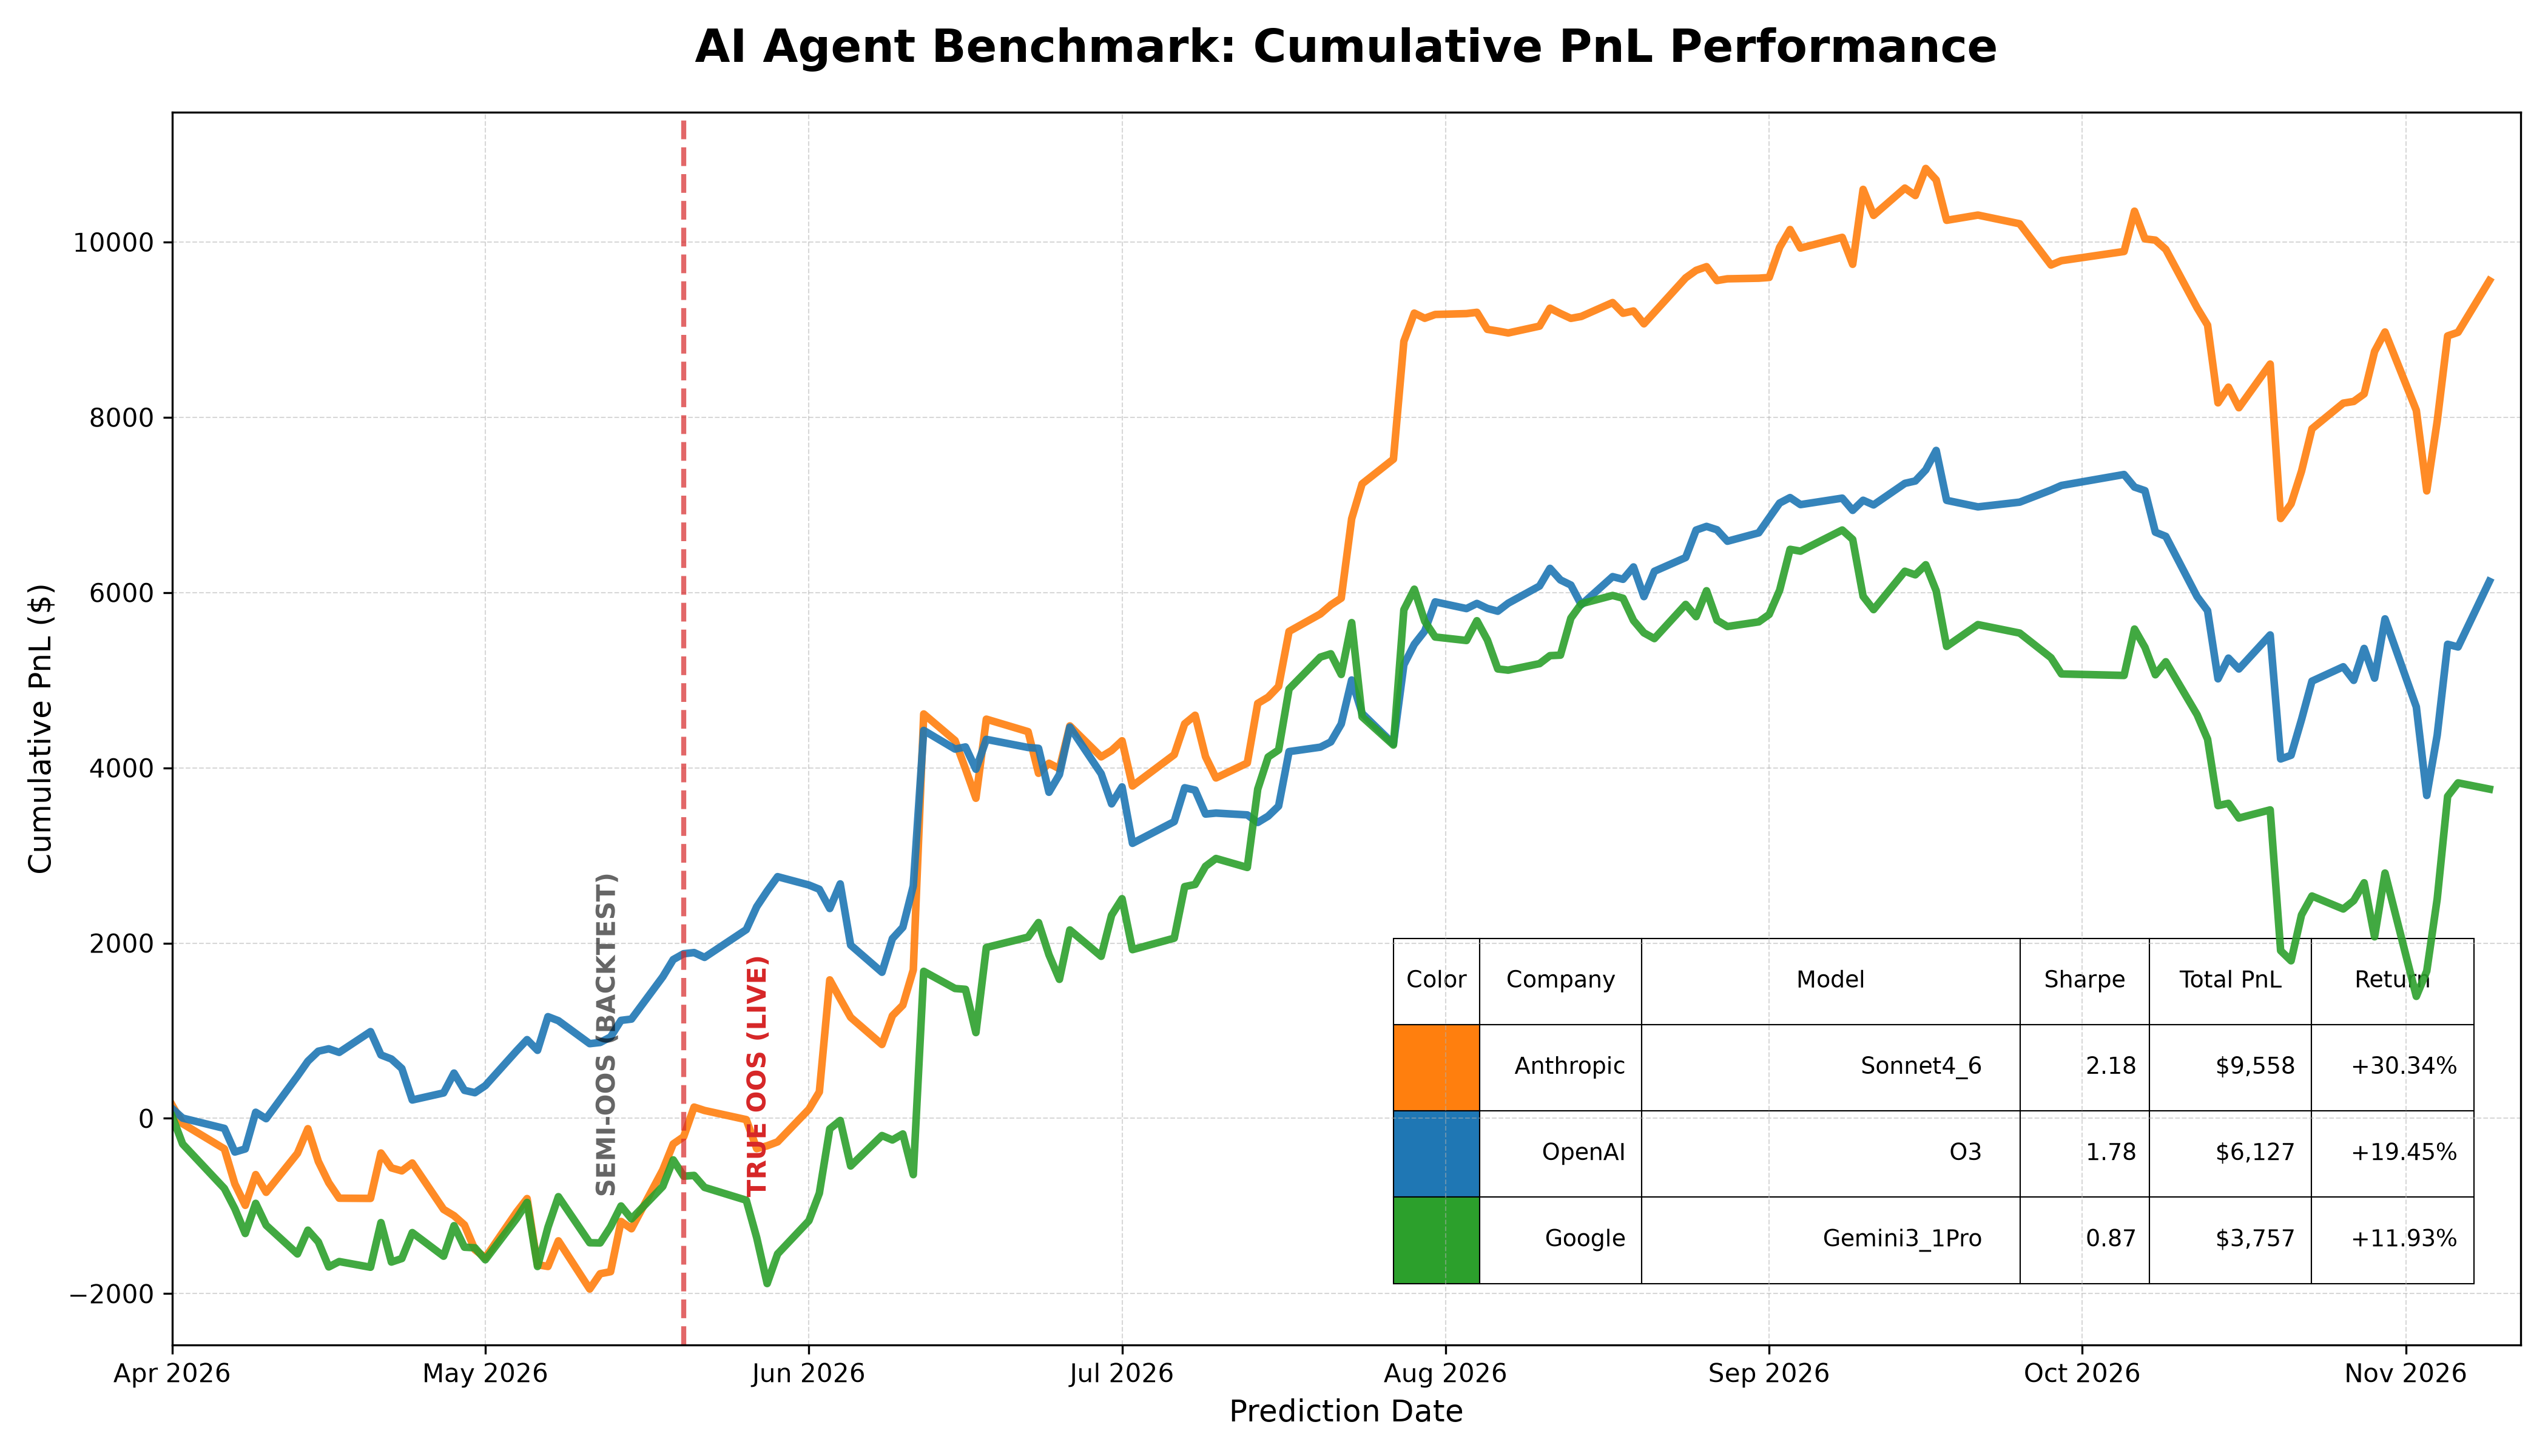 AI Agent Benchmark: Cumulative PnL Performance
Cumulative PnL ($)
10000
8000
6000
4000
2000
0
−2000
SEMI-OOS (BACKTEST)
TRUE OOS (LIVE)
Color Company Model Sharpe Total PnL Return
Anthropic Sonnet4_6 2.18 $9,558 +30.34%
OpenAI O3 1.78 $6,127 +19.45%
Google Gemini3_1Pro 0.87 $3,757 +11.93%
Apr 2026 May 2026 Jun 2026 Jul 2026 Aug 2026 Sep 2026 Oct 2026 Nov 2026
Prediction Date